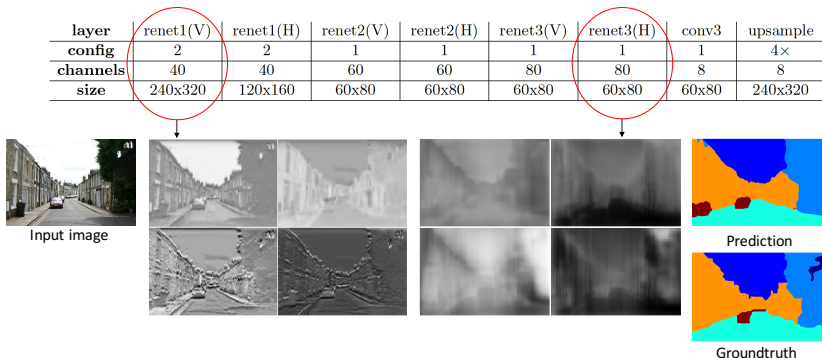 layer renet1(V) renet1(H) renet2(V) renet2(H) renet3(V) renet3(H) conv3 upsample
config 2 2 1 1 1 1 1 4×
channels 40 40 60 60 80 80 8 8
size 240x320 120x160 60x80 60x80 60x80 60x80 60x80 240x320
Input image
Prediction
Groundtruth